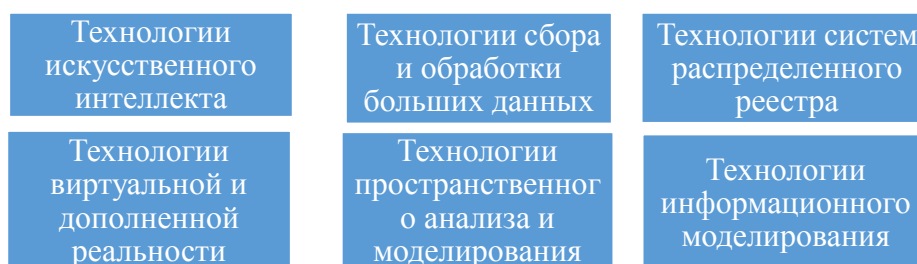 Технологии
искусственного
интеллекта
Технологии сбора
и обработки
больших данных
Технологии систем
распределенного
реестра
Технологии
виртуальной и
дополненной
реальности
Технологии
пространственног
о анализа и
моделирования
Технологии
информационного
моделирования